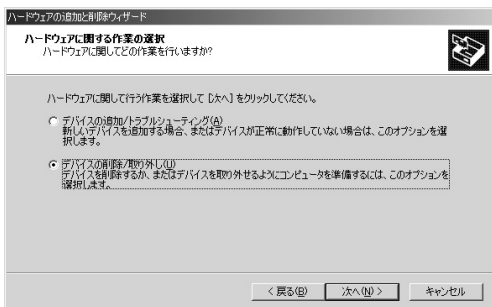 ハードウェアの追加と削除ウィザード
ハードウェアに関する作業の選択
ハードウェアに関してどの作業を行いますか?
ハードウェアに関して行う作業を選択して [次へ] をクリックしてください。
デバイスの追加/トラブルシューティング(A)
新しいデバイスを追加する場合、またはデバイスが正常に動作していない場合は、このオプションを選
択します。
デバイスの削除/取り外し(U)
デバイスを削除するか、またはデバイスを取り外せるようにコンピュータを準備するには、このオプションを
選択します。
< 戻る(B) 次へ(N) > キャンセル